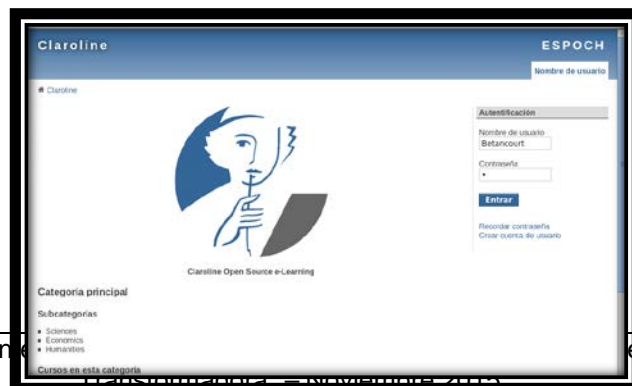 Claroline
ESPOCH
Nombre de usuario
Claroline
Autentificación
Nombre de usuario
Betancourt
Contraseña
•
Entrar
Recordar contraseña
Crear cuenta de usuario
Claroline Open Source e-Learning
Categoría principal
Subcategorías
Sciences
Economics
Humanities
Cursos en esta categoría